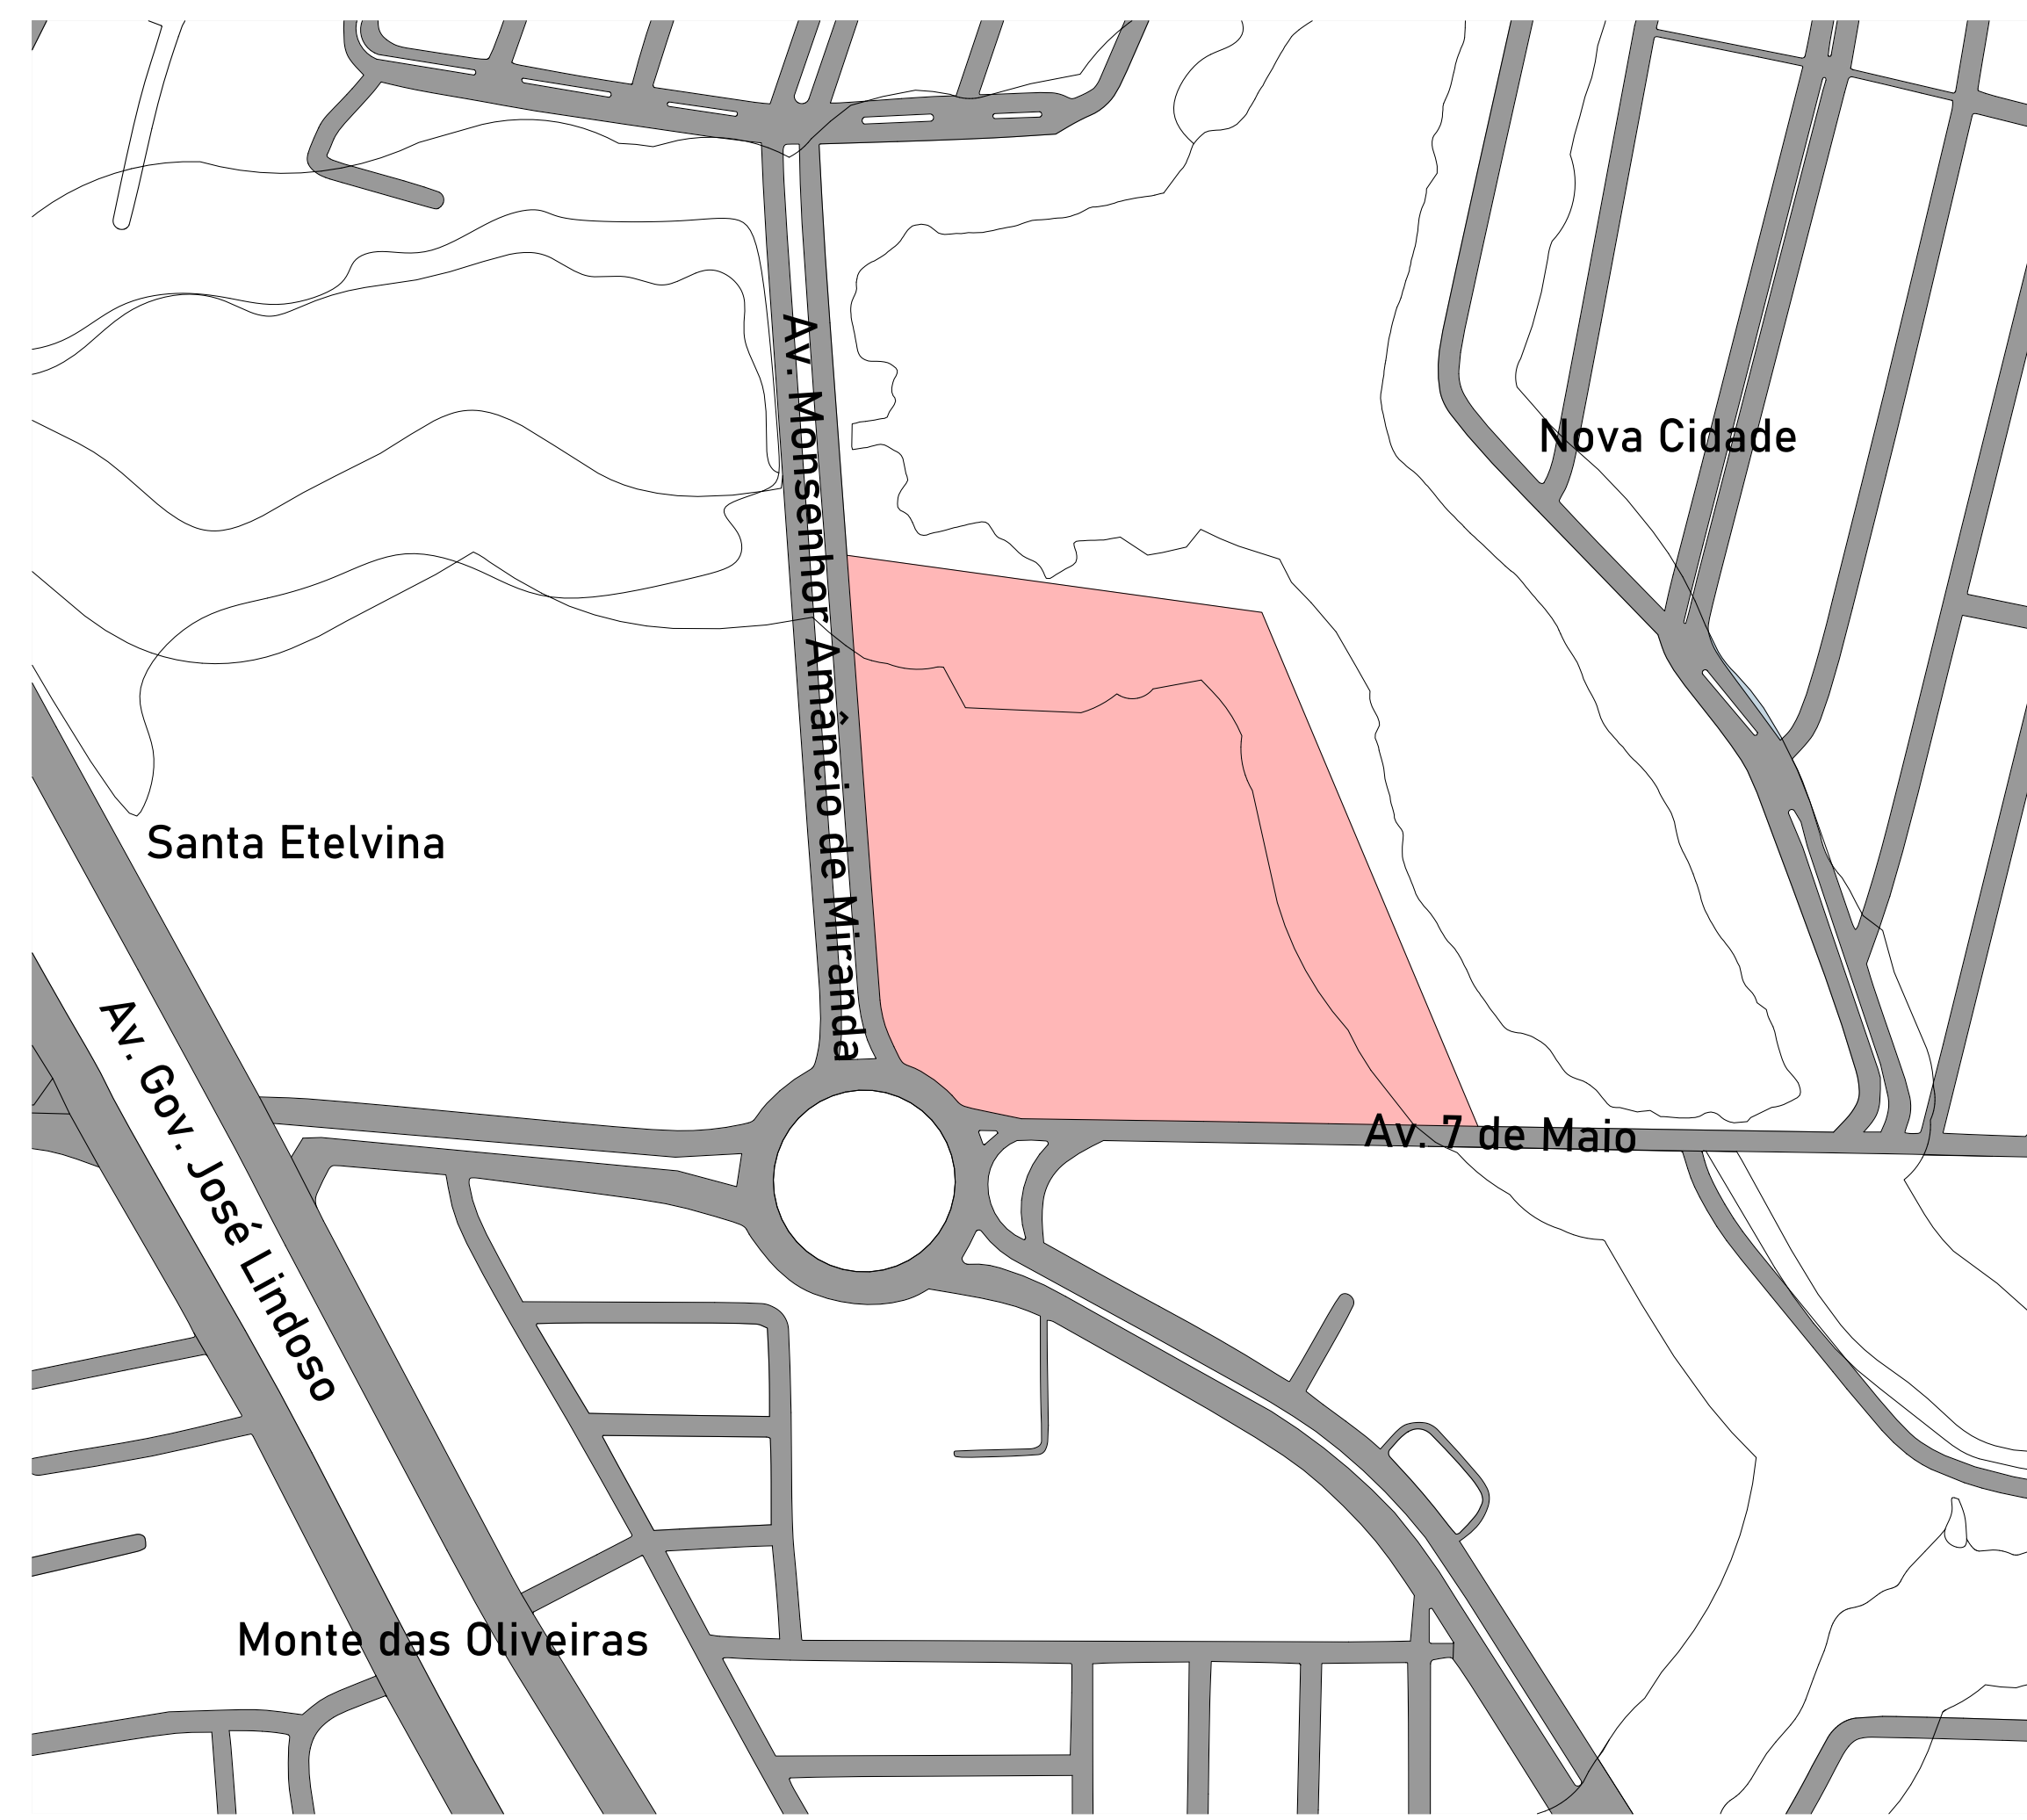 Av. Monsenhor Amâncio de Miranda
Nova Cidade
Santa Etelvina
Av. Gov. José Lindoso
Av. 7 de Maio
Monte das Oliveiras